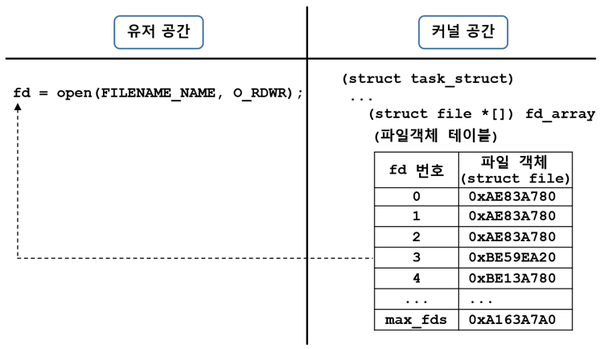 유저 공간
커널 공간
fd = open(FILENAME_NAME, O_RDWR);
(struct task_struct)
...
(struct file *[]) fd_array
(파일객체 테이블)
fd 번호 파일 객체
(struct file)
0 0xAE83A780
1 0xAE83A780
2 0xAE83A780
3 0xBE59EA20
4 0xBE13A780
... ...
max_fds 0xA163A7A0